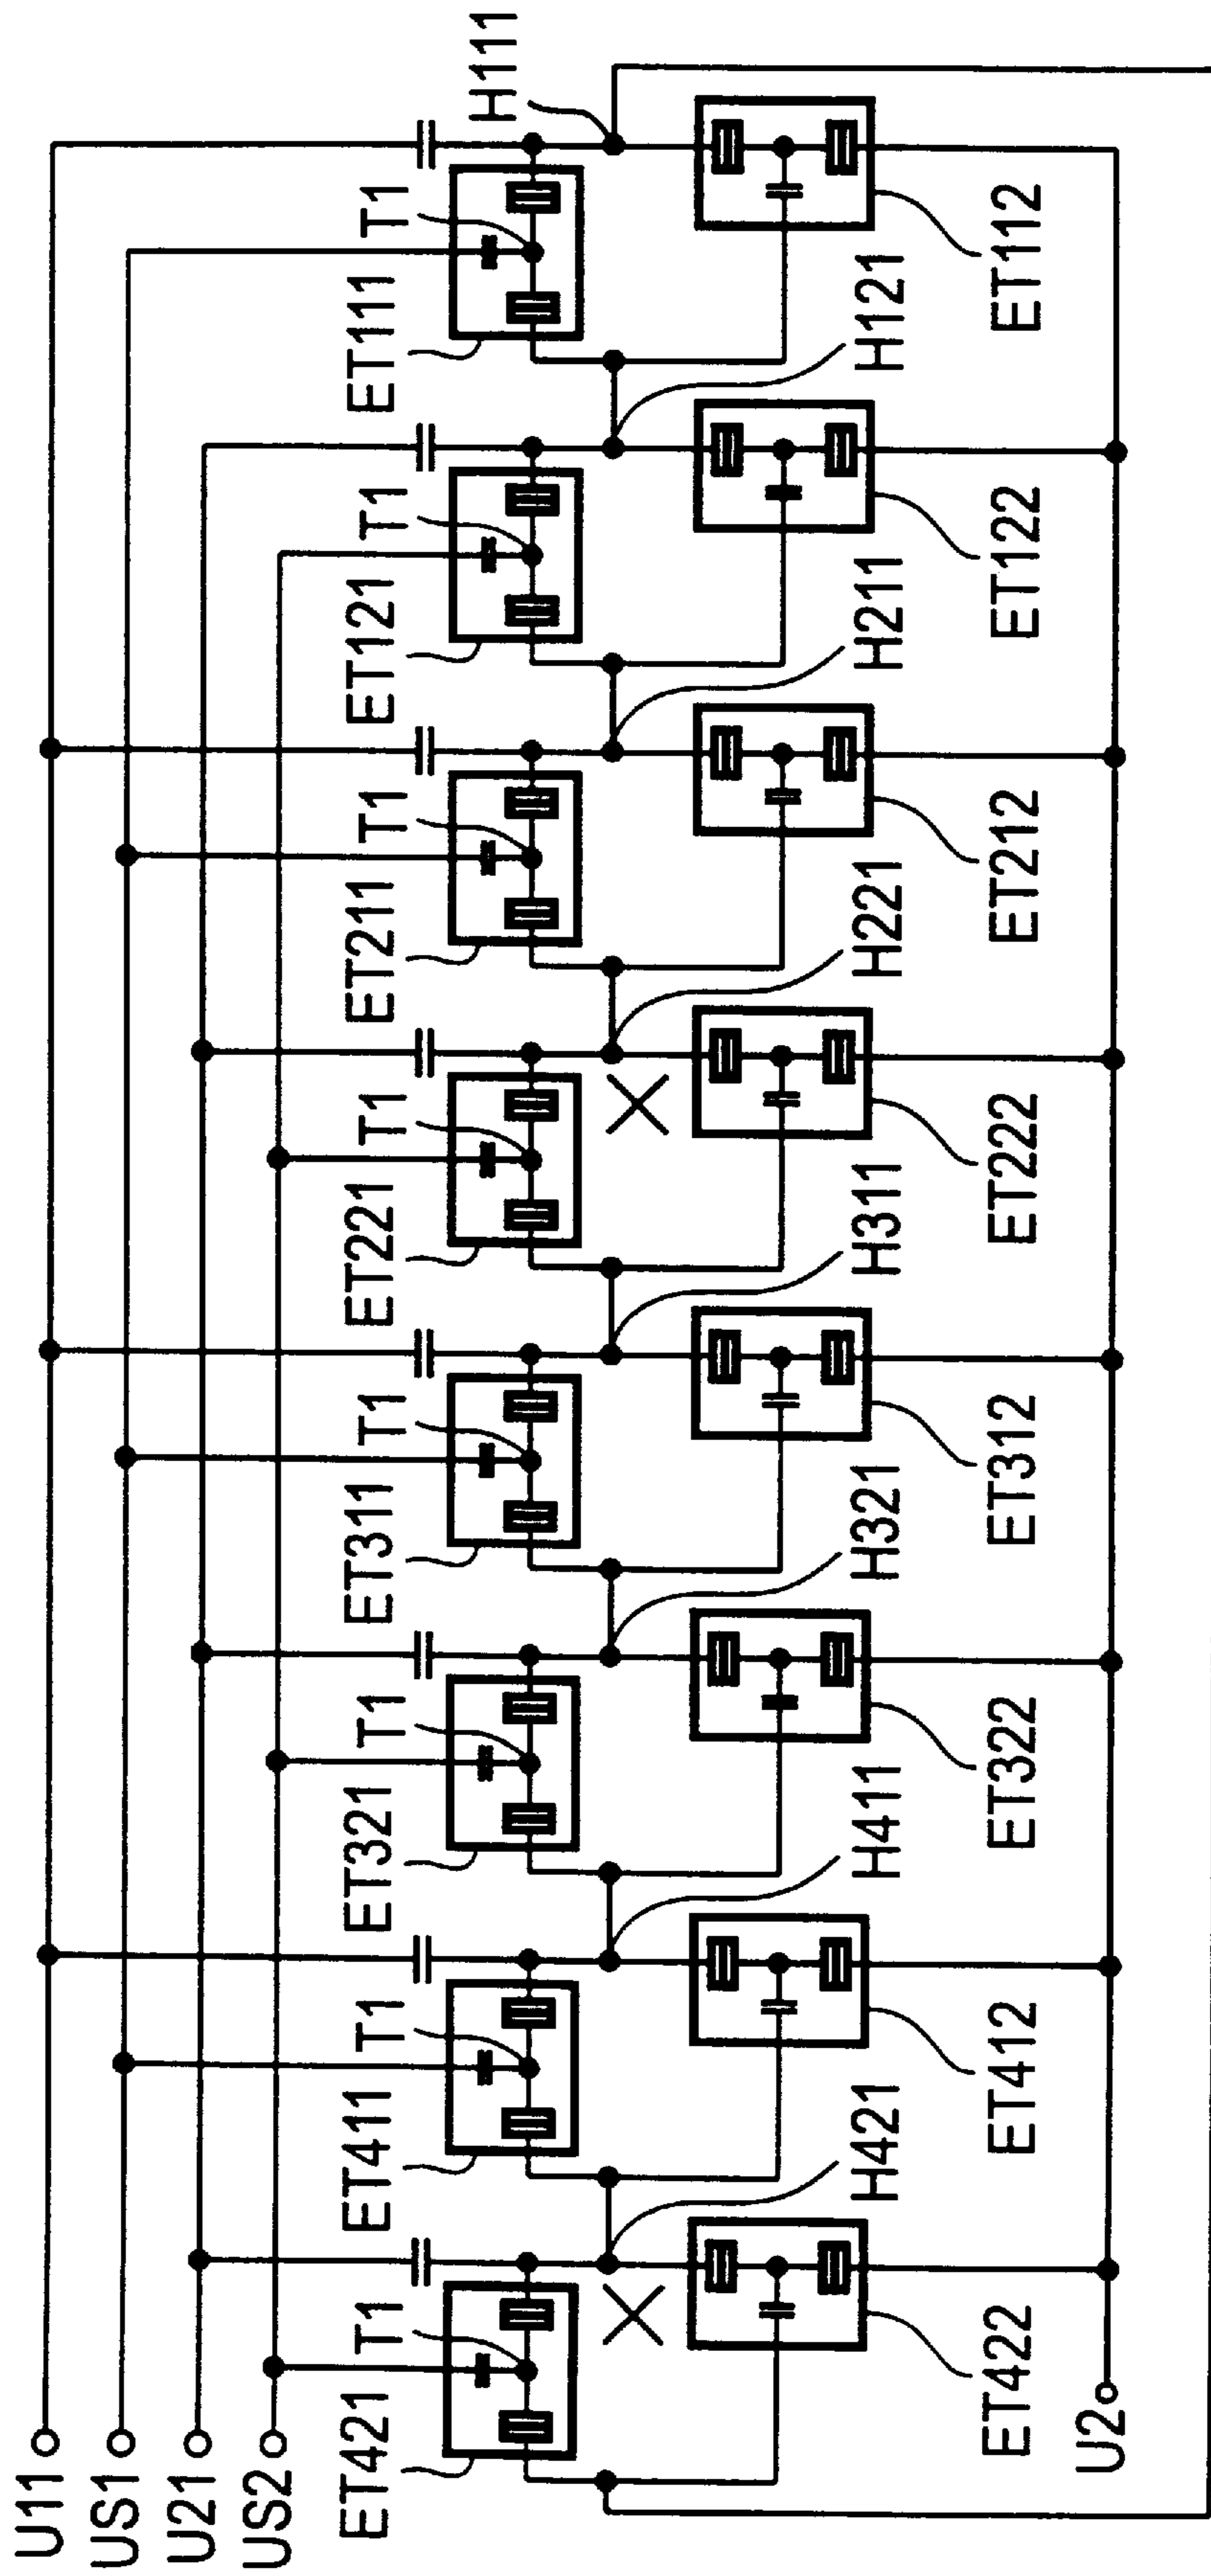 U11
US1
U21
US2
ET421
T1
ET411
T1
ET321
T1
ET311
T1
ET221
T1
ET211
T1
ET121
T1
ET111
T1
H111
H421
H411
H321
H311
H221
H211
H121
ET422
ET412
ET322
ET312
ET222
ET212
ET122
ET112
U2